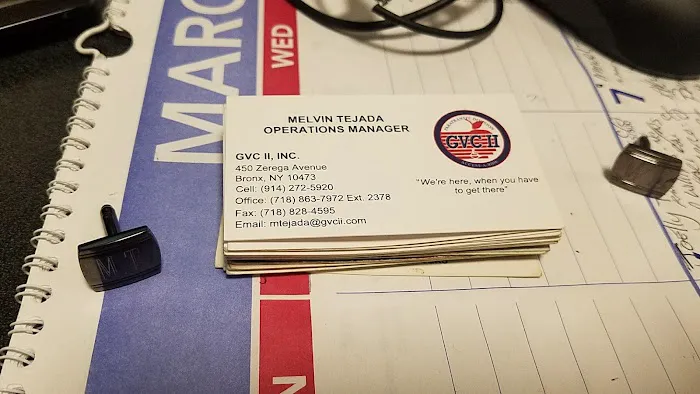 MARC
WED
MELVIN TEJADA
OPERATIONS MANAGER
GVC II, INC.
450 Zerega Avenue
Bronx, NY 10473
Cell: (914) 272-5920
Office: (718) 863-7972 Ext. 2378
Fax: (718) 828-4595
Email: mtejada@gvcii.com
GVC II
"We're here, when you have
to get there"
7
M T
N